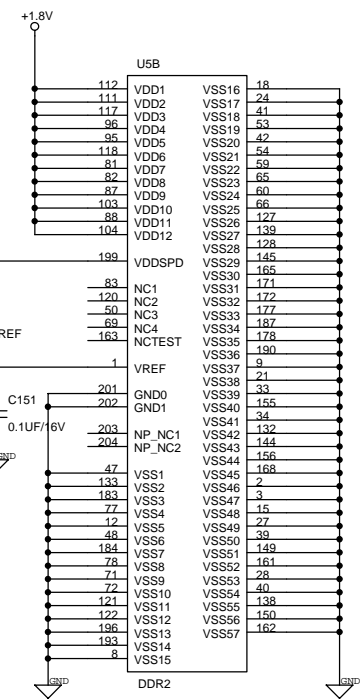 +1.8V
U5B
112 VDD1
111 VDD2
117 VDD3
96 VDD4
95 VDD5
118 VDD6
81 VDD7
82 VDD8
87 VDD9
103 VDD10
88 VDD11
104 VDD12
199 VDDSPD
83 NC1
120 NC2
50 NC3
69 NC4
163 NCTEST
REF
1 VREF
201 GND0
202 GND1
C151
0.1UF/16V
203 NP_NC1
204 NP_NC2
GND
47 VSS1
133 VSS2
183 VSS3
77 VSS4
12 VSS5
48 VSS6
184 VSS7
78 VSS8
71 VSS9
72 VSS10
121 VSS11
122 VSS12
196 VSS13
193 VSS14
8 VSS15
VSS16 18
VSS17 24
VSS18 41
VSS19 53
VSS20 42
VSS21 54
VSS22 59
VSS23 65
VSS24 60
VSS25 66
VSS26 127
VSS27 139
VSS28 128
VSS29 145
VSS30 165
VSS31 171
VSS32 172
VSS33 177
VSS34 187
VSS35 178
VSS36 190
VSS37 9
VSS38 21
VSS39 33
VSS40 155
VSS41 34
VSS42 132
VSS43 144
VSS44 156
VSS45 168
VSS46 2
VSS47 3
VSS48 15
VSS49 27
VSS50 39
VSS51 149
VSS52 161
VSS53 28
VSS54 40
VSS55 138
VSS56 150
VSS57 162
GND
DDR2
GND